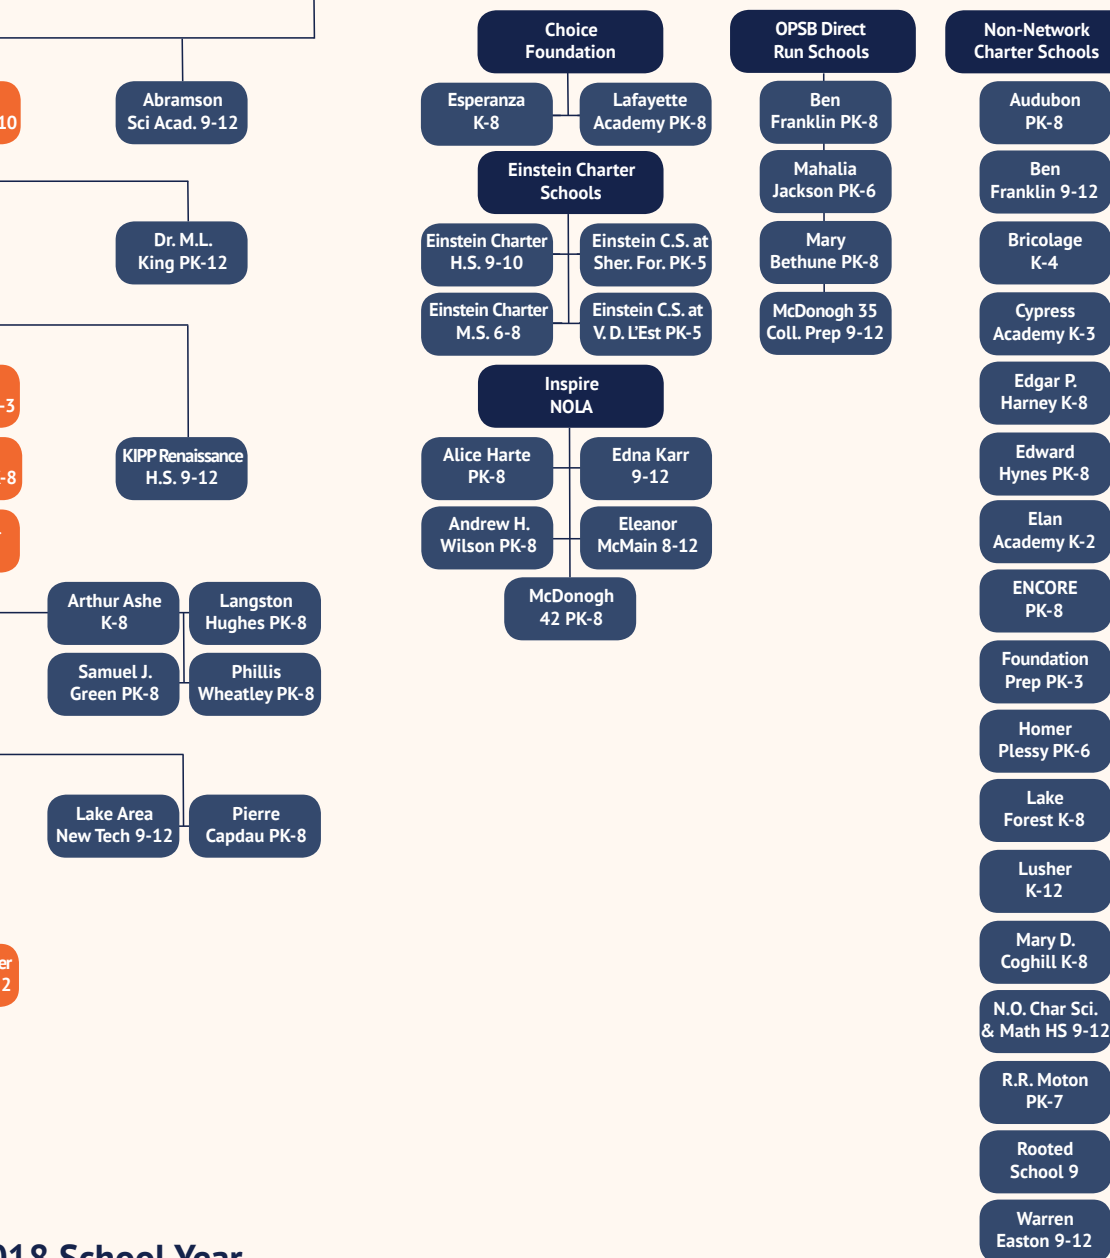 10
Abramson
Sci Acad. 9-12
Dr. M.L.
King PK-12
-3
-8
KIPP Renaissance
H.S. 9-12
Arthur Ashe
K-8
Langston
Hughes PK-8
Samuel J.
Green PK-8
Phillis
Wheatley PK-8
Lake Area
New Tech 9-12
Pierre
Capdau PK-8
er
2
018 School Year
Choice
Foundation
Esperanza
K-8
Lafayette
Academy PK-8
Einstein Charter
Schools
Einstein Charter
H.S. 9-10
Einstein C.S. at
Sher. For. PK-5
Einstein Charter
M.S. 6-8
Einstein C.S. at
V. D. L'Est PK-5
Inspire
NOLA
Alice Harte
PK-8
Edna Karr
9-12
Andrew H.
Wilson PK-8
Eleanor
McMain 8-12
McDonogh
42 PK-8
OPSB Direct
Run Schools
Ben
Franklin PK-8
Mahalia
Jackson PK-6
Mary
Bethune PK-8
McDonogh 35
Coll. Prep 9-12
Non-Network
Charter Schools
Audubon
PK-8
Ben
Franklin 9-12
Bricolage
K-4
Cypress
Academy K-3
Edgar P.
Harney K-8
Edward
Hynes PK-8
Elan
Academy K-2
ENCORE
PK-8
Foundation
Prep PK-3
Homer
Plessy PK-6
Lake
Forest K-8
Lusher
K-12
Mary D.
Coghill K-8
N.O. Char Sci.
& Math HS 9-12
R.R. Moton
PK-7
Rooted
School 9
Warren
Easton 9-12